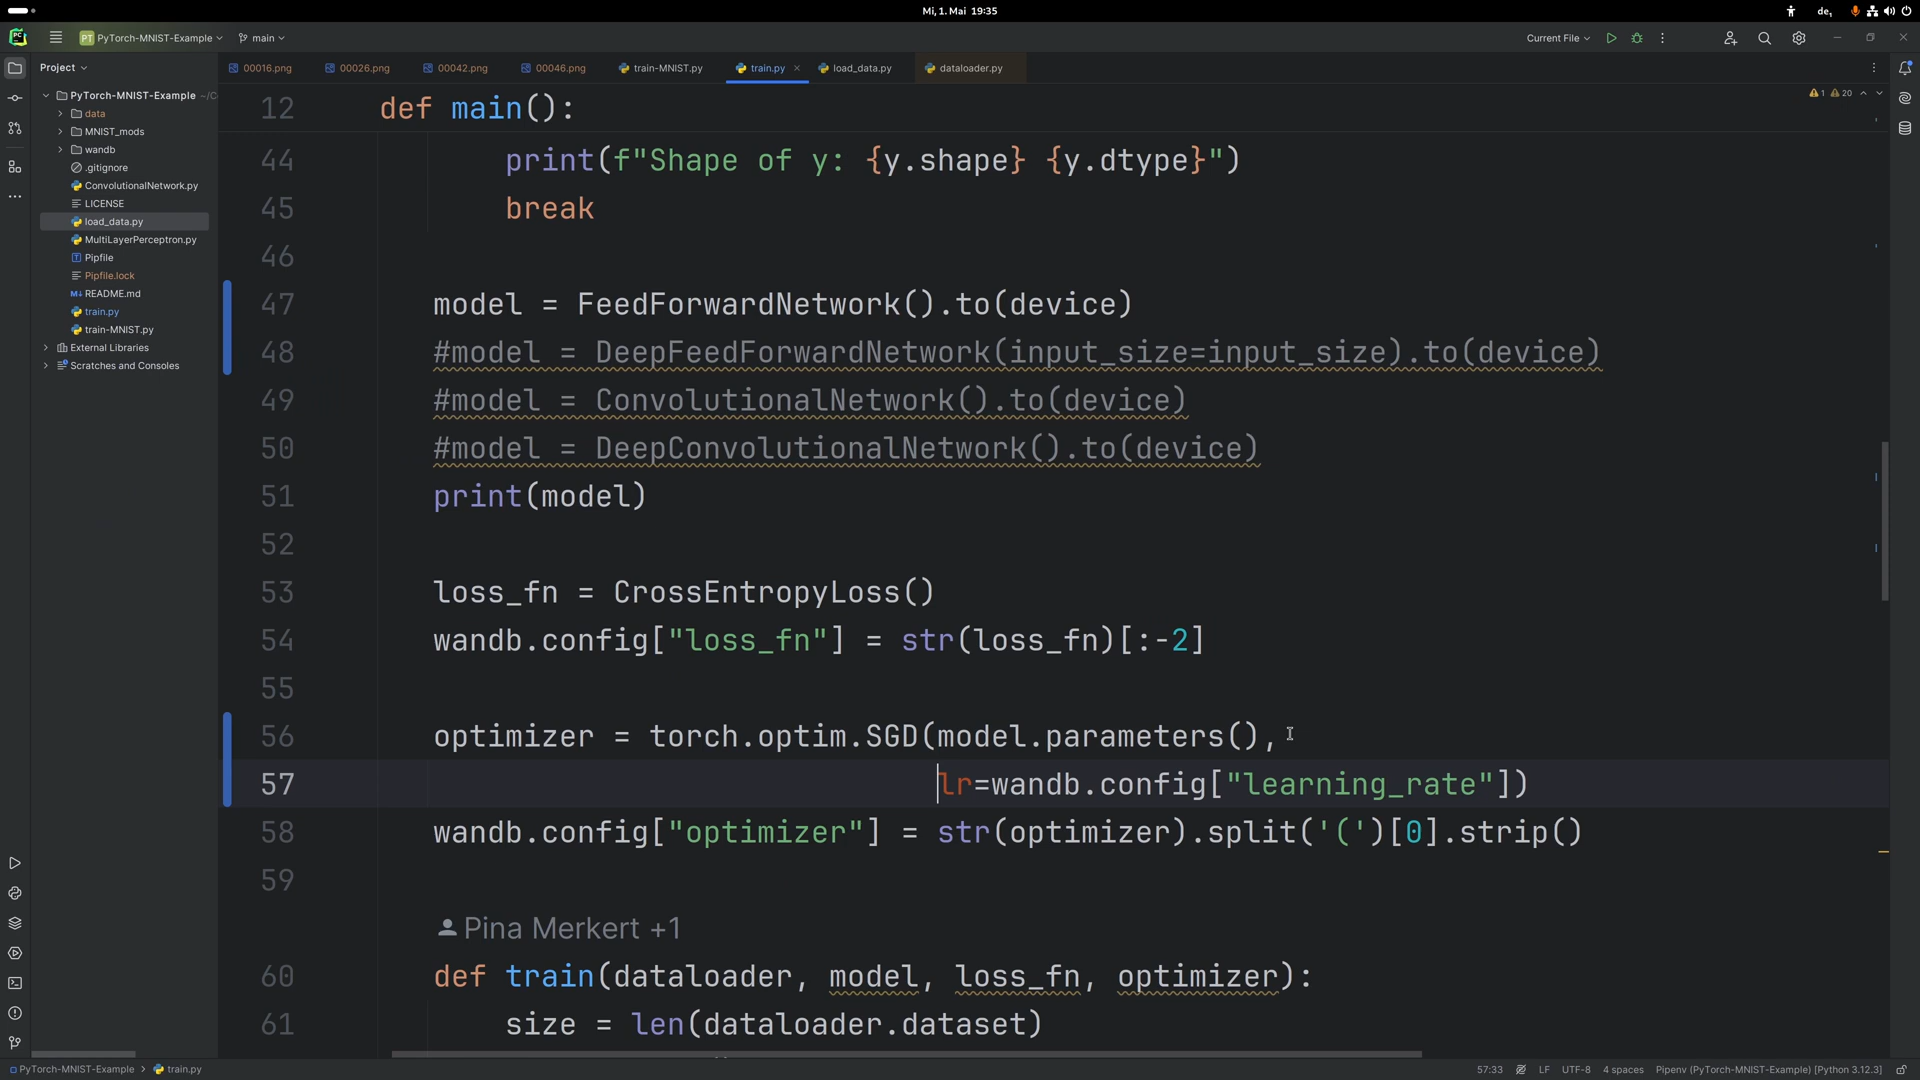 Mi, 1. Mai 19:35
de,
PyTorch-MNIST-Example
main
Current File
Project
00016.png
00026.png
00042.png
00046.png
train-MNIST.py
train.py
load_data.py
dataloader.py
PyTorch-MNIST-Example ~/C
data
MNIST_mods
wandb
.gitignore
ConvolutionalNetwork.py
LICENSE
load_data.py
MultiLayerPerceptron.py
Pipfile
Pipfile.lock
README.md
train.py
train-MNIST.py
External Libraries
Scratches and Consoles
1 20
12 def main():
44 print(f"Shape of y: {y.shape} {y.dtype}")
45 break
46
47 model = FeedForwardNetwork().to(device)
48 #model = DeepFeedForwardNetwork(input_size=input_size).to(device)
49 #model = ConvolutionalNetwork().to(device)
50 #model = DeepConvolutionalNetwork().to(device)
51 print(model)
52
53 loss_fn = CrossEntropyLoss()
54 wandb.config["loss_fn"] = str(loss_fn)[:-2]
55
56 optimizer = torch.optim.SGD(model.parameters(),
57 lr=wandb.config["learning_rate"])
58 wandb.config["optimizer"] = str(optimizer).split('(')[0].strip()
59
Pina Merkert +1
60 def train(dataloader, model, loss_fn, optimizer):
61 size = len(dataloader.dataset)
PyTorch-MNIST-Example > train.py
57:33 LF UTF-8 4 spaces Pipenv (PyTorch-MNIST-Example) [Python 3.12.3]